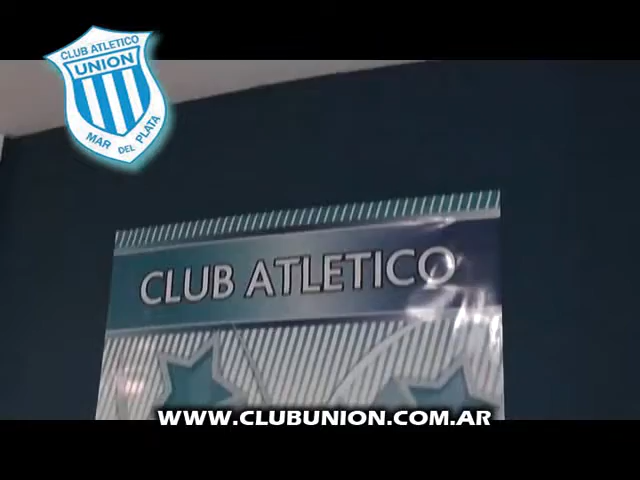 CLUB ATLETICO
UNION
MAR DEL PLATA
CLUB ATLETICO
WWW.CLUBUNION.COM.AR